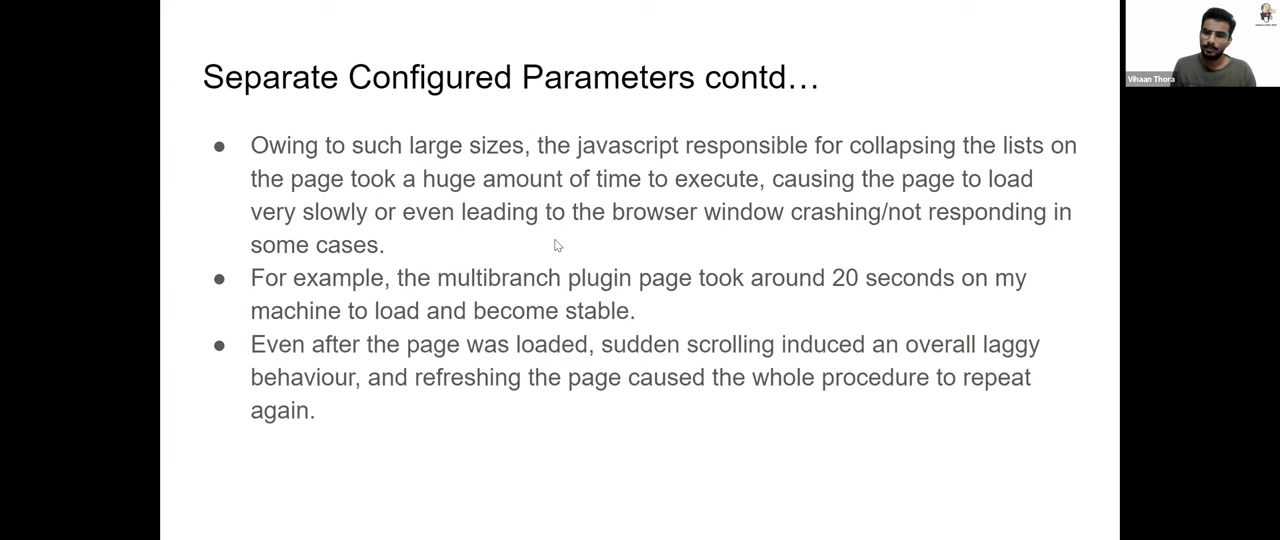 Separate Configured Parameters contd…
● Owing to such large sizes, the javascript responsible for collapsing the lists on
the page took a huge amount of time to execute, causing the page to load
very slowly or even leading to the browser window crashing/not responding in
some cases.
● For example, the multibranch plugin page took around 20 seconds on my
machine to load and become stable.
● Even after the page was loaded, sudden scrolling induced an overall laggy
behaviour, and refreshing the page caused the whole procedure to repeat
again.
Vihaan Thora